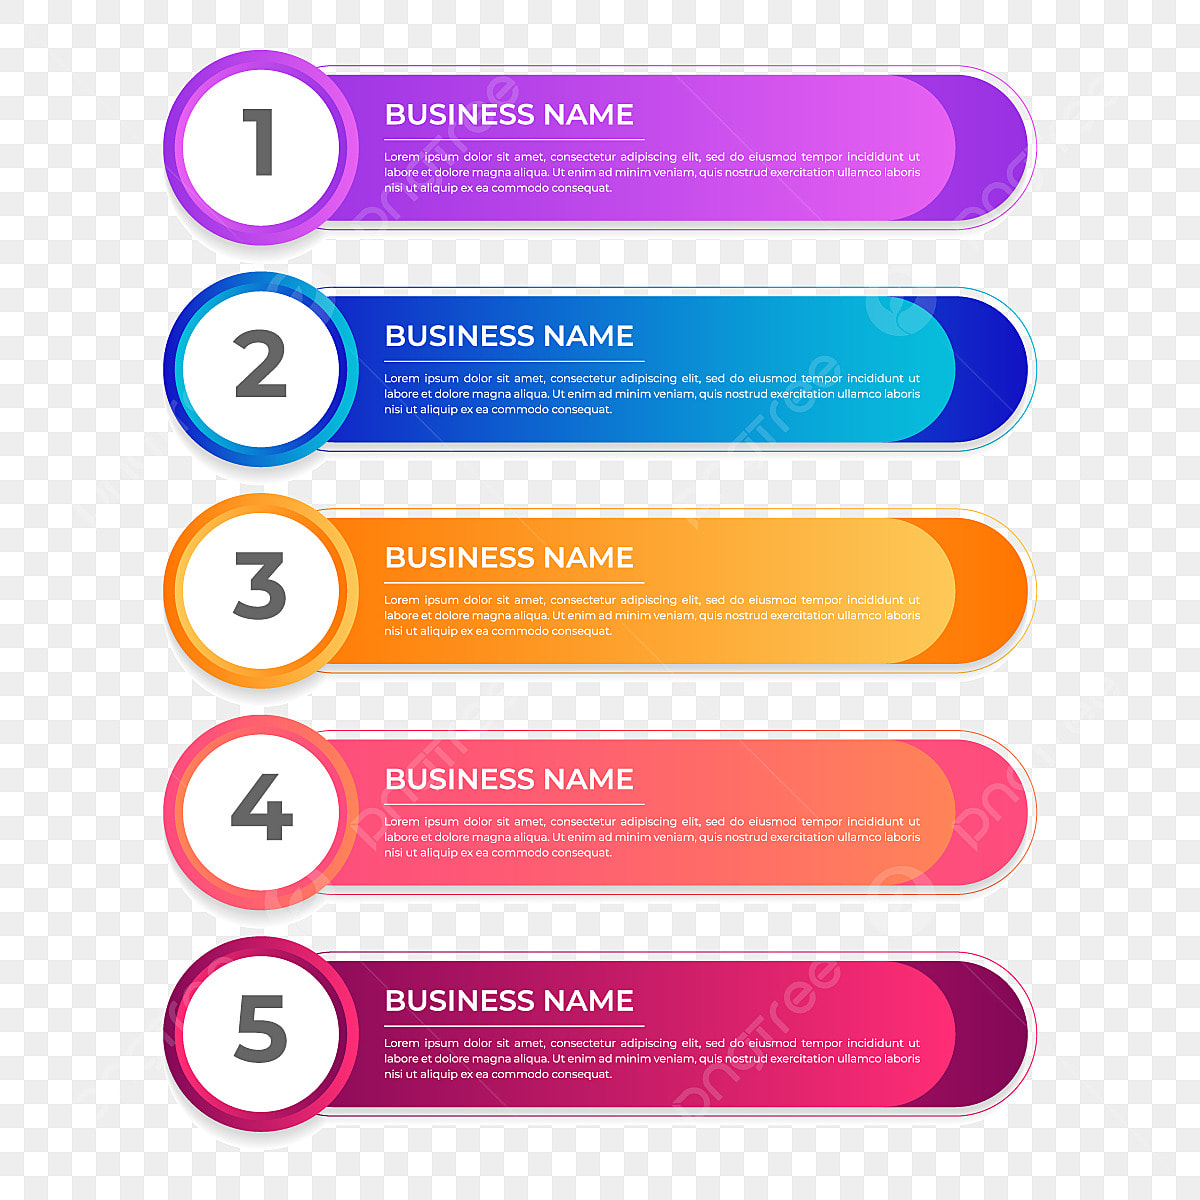 1
BUSINESS NAME
Lorem ipsum dolor sit amet, consectetur adipiscing elit, sed do eiusmod tempor incididunt ut
labore et dolore magna aliqua. Ut enim ad minim veniam, quis nostrud exercitation ullamco laboris
nisi ut aliquip ex ea commodo consequat.
2
BUSINESS NAME
Lorem ipsum dolor sit amet, consectetur adipiscing elit, sed do eiusmod tempor incididunt ut
labore et dolore magna aliqua. Ut enim ad minim veniam, quis nostrud exercitation ullamco laboris
nisi ut aliquip ex ea commodo consequat.
3
BUSINESS NAME
Lorem ipsum dolor sit amet, consectetur adipiscing elit, sed do eiusmod tempor incididunt ut
labore et dolore magna aliqua. Ut enim ad minim veniam, quis nostrud exercitation ullamco laboris
nisi ut aliquip ex ea commodo consequat.
4
BUSINESS NAME
Lorem ipsum dolor sit amet, consectetur adipiscing elit, sed do eiusmod tempor incididunt ut
labore et dolore magna aliqua. Ut enim ad minim veniam, quis nostrud exercitation ullamco laboris
nisi ut aliquip ex ea commodo consequat.
5
BUSINESS NAME
Lorem ipsum dolor sit amet, consectetur adipiscing elit, sed do eiusmod tempor incididunt ut
labore et dolore magna aliqua. Ut enim ad minim veniam, quis nostrud exercitation ullamco laboris
nisi ut aliquip ex ea commodo consequat.
pngtree